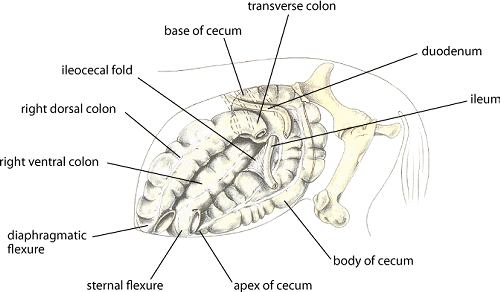 transverse colon
base of cecum
duodenum
ileocecal fold
ileum
right dorsal colon
right ventral colon
diaphragmatic
flexure
body of cecum
sternal flexure
apex of cecum